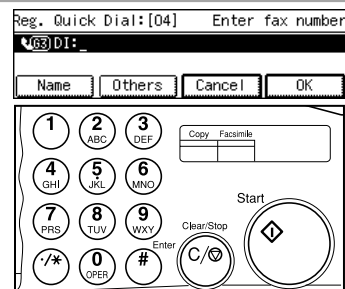 Reg. Quick Dial:[04] Enter fax number
G3 DI:_
Name Others Cancel OK
1 2 3
ABC DEF
Copy Facsimile
4 5 6
GHI JKL MNO
Start
7 8 9
PRS TUV WXY
Clear/Stop
Enter
·/* 0 # C/
OPER